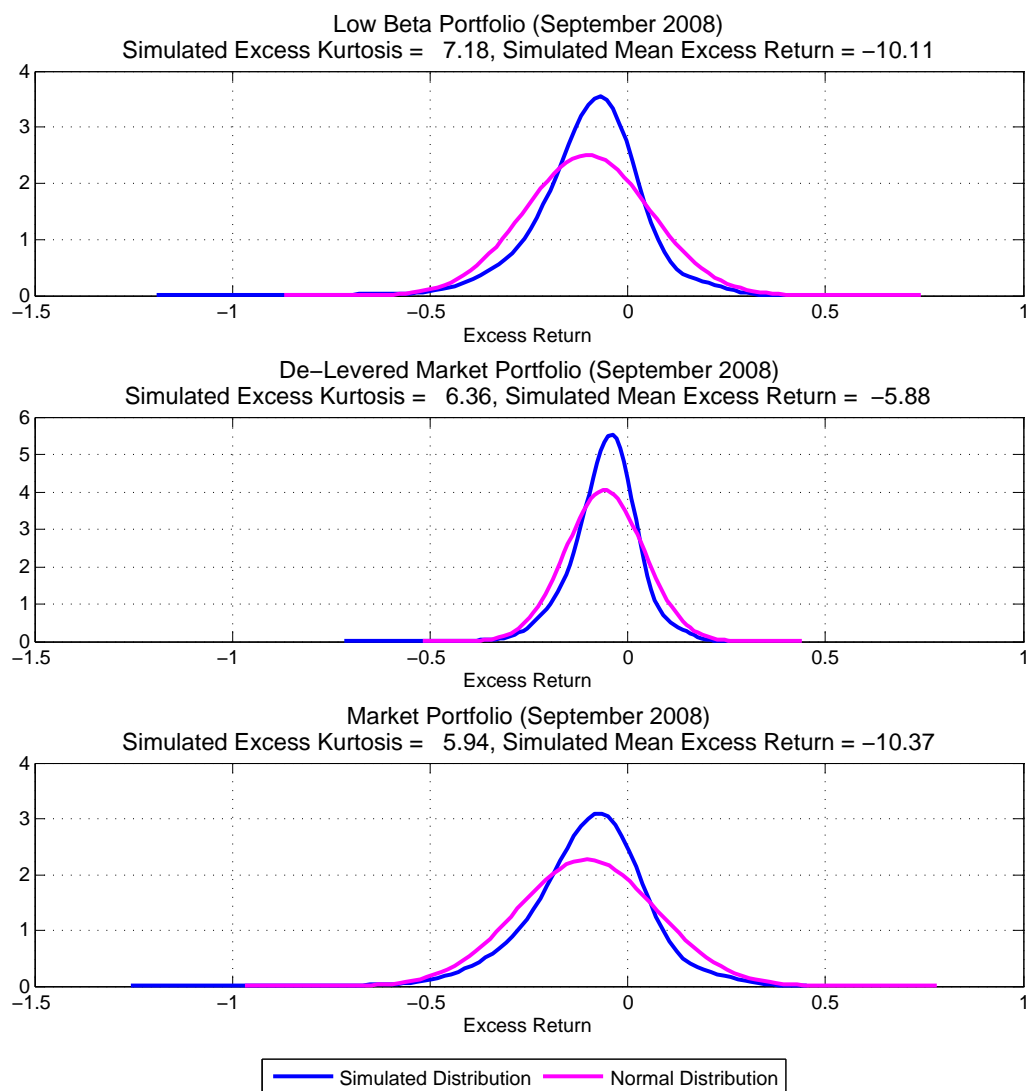 Low Beta Portfolio (September 2008)
Simulated Excess Kurtosis =   7.18, Simulated Mean Excess Return = −10.11
4
3
2
1
0
−1.5 −1 −0.5 0 0.5 1
Excess Return
De−Levered Market Portfolio (September 2008)
Simulated Excess Kurtosis =   6.36, Simulated Mean Excess Return =  −5.88
6
5
4
3
2
1
0
−1.5 −1 −0.5 0 0.5 1
Excess Return
Market Portfolio (September 2008)
Simulated Excess Kurtosis =   5.94, Simulated Mean Excess Return = −10.37
4
3
2
1
0
−1.5 −1 −0.5 0 0.5 1
Excess Return
Simulated Distribution Normal Distribution